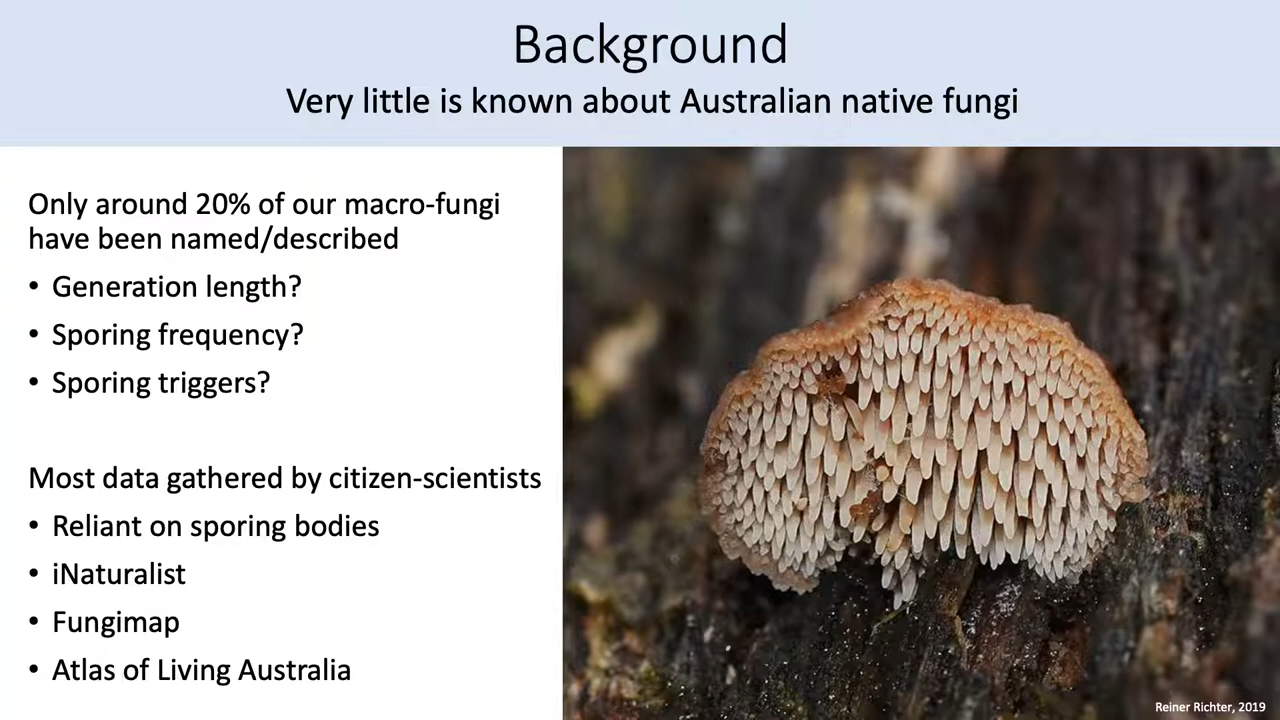 Background
Very little is known about Australian native fungi
Only around 20% of our macro-fungi
have been named/described
• Generation length?
• Sporing frequency?
• Sporing triggers?
Most data gathered by citizen-scientists
• Reliant on sporing bodies
• iNaturalist
• Fungimap
• Atlas of Living Australia
Reiner Richter, 2019